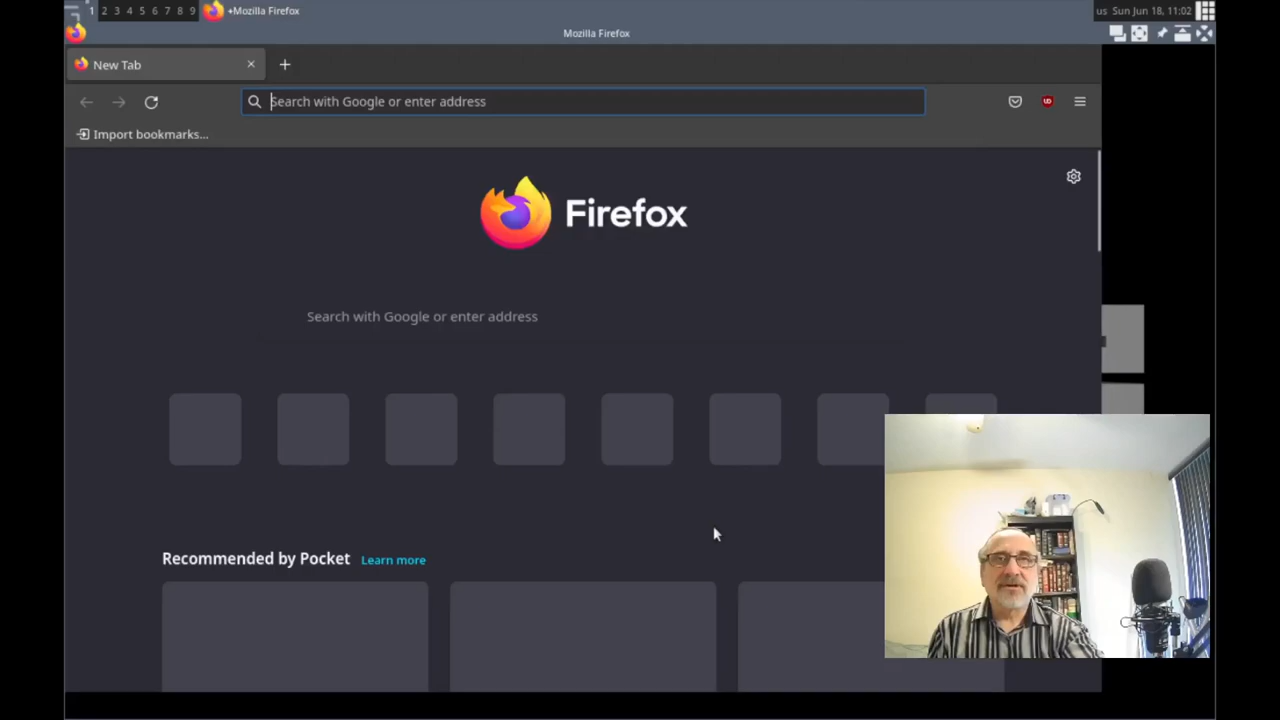 1 2 3 4 5 6 7 8 9 +Mozilla Firefox us Sun Jun 18, 11:02
Mozilla Firefox
New Tab
Search with Google or enter address
Import bookmarks...
Firefox
Search with Google or enter address
Recommended by Pocket Learn more